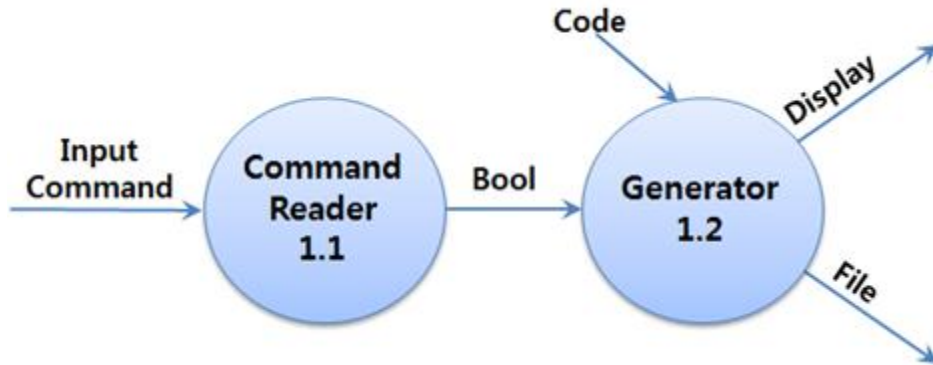 Code
Display
Input
Command
Command
Reader
1.1
Bool
Generator
1.2
File